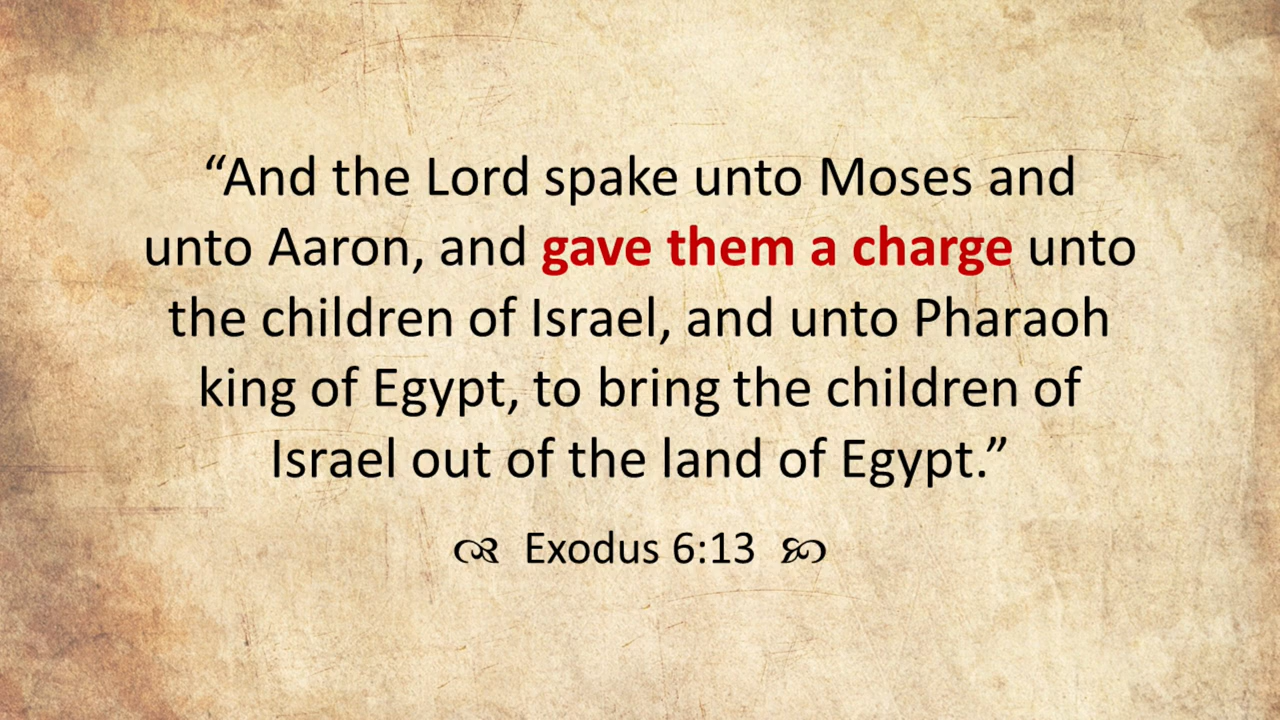 “And the Lord spake unto Moses and
unto Aaron, and gave them a charge unto
the children of Israel, and unto Pharaoh
king of Egypt, to bring the children of
Israel out of the land of Egypt.”
Exodus 6:13